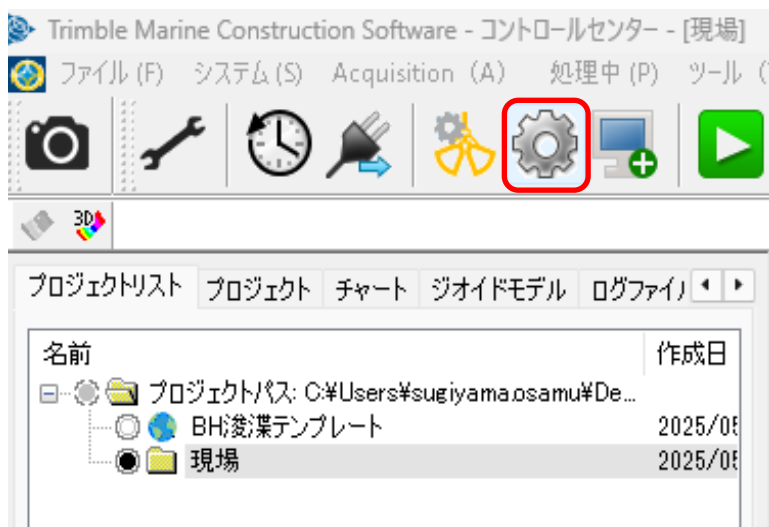 Trimble Marine Construction Software - コントロールセンター - [現場]
ファイル (F) システム (S) Acquisition (A) 処理中 (P) ツール (
3D
プロジェクトリスト プロジェクト チャート ジオイドモデル ログファイ
名前 作成日
プロジェクトパス: C:¥Users¥sugiyama.osamu¥De...
BH浚渫テンプレート 2025/05
現場 2025/05